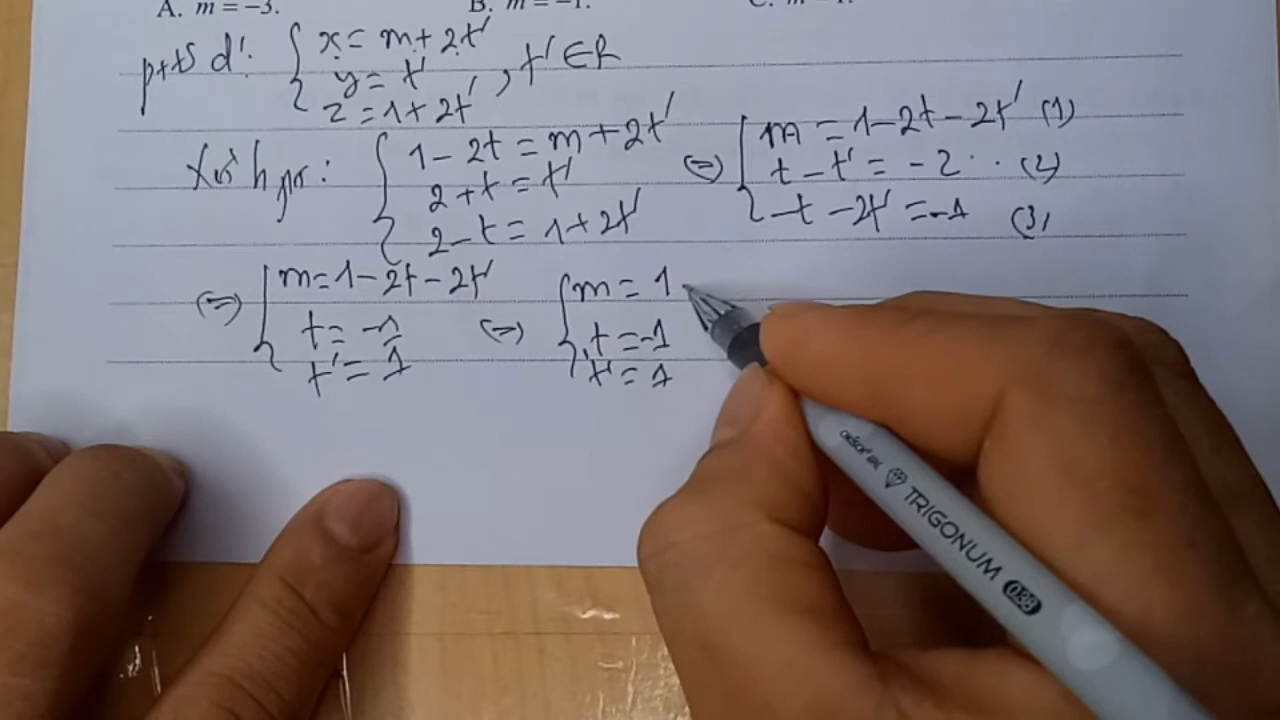 A. m = −3. B. m = −1.
ptts d': { x = m + 2t'
y = t' , t' ∈ R
z = 1 + 2t'
Xét hpt: { 1 − 2t = m + 2t' (=) { m = 1 − 2t − 2t' (1)
2 + t = t' t − t' = −2 (2)
2 − t = 1 + 2t' −t − 2t' = −1 (3)
(=) { m = 1 − 2t − 2t' (=) { m = 1
t = −1 t = −1
t' = 1 t' = 1
TRIGONUM 0.38